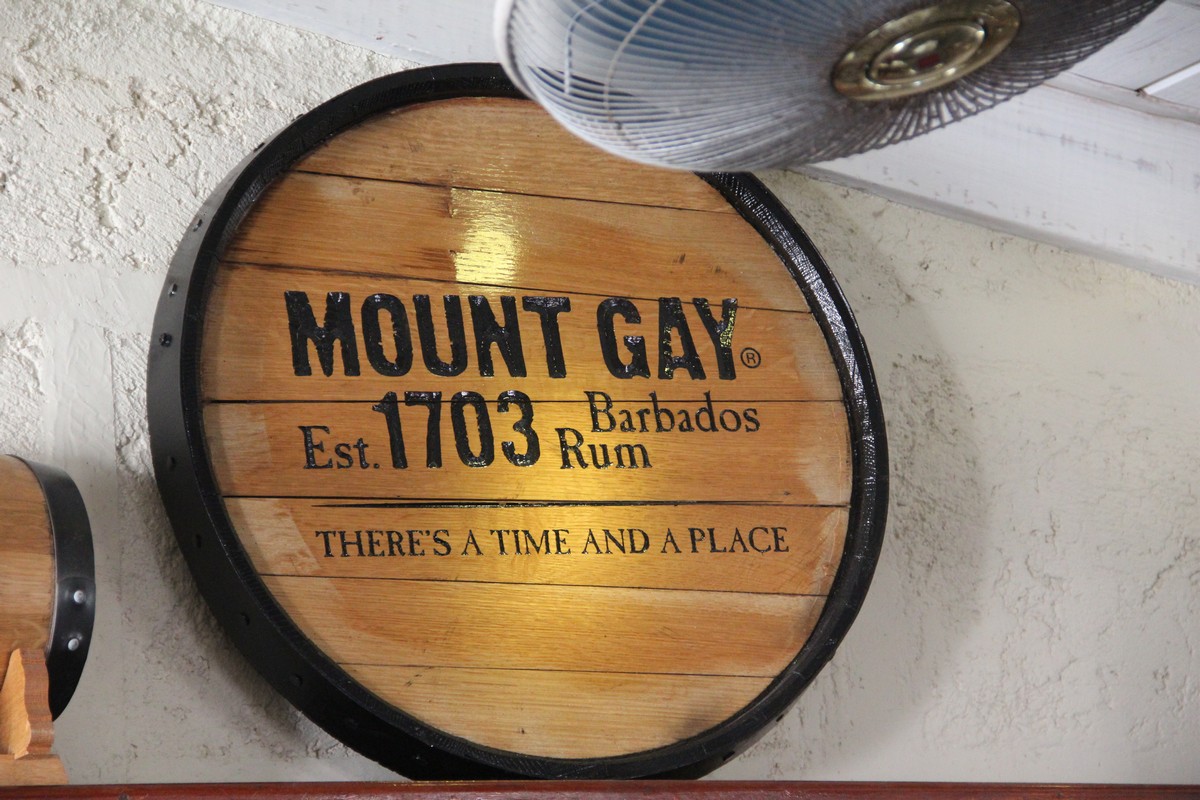 MOUNT GAY®
Est. 1703 Barbados
Rum
THERE'S A TIME AND A PLACE